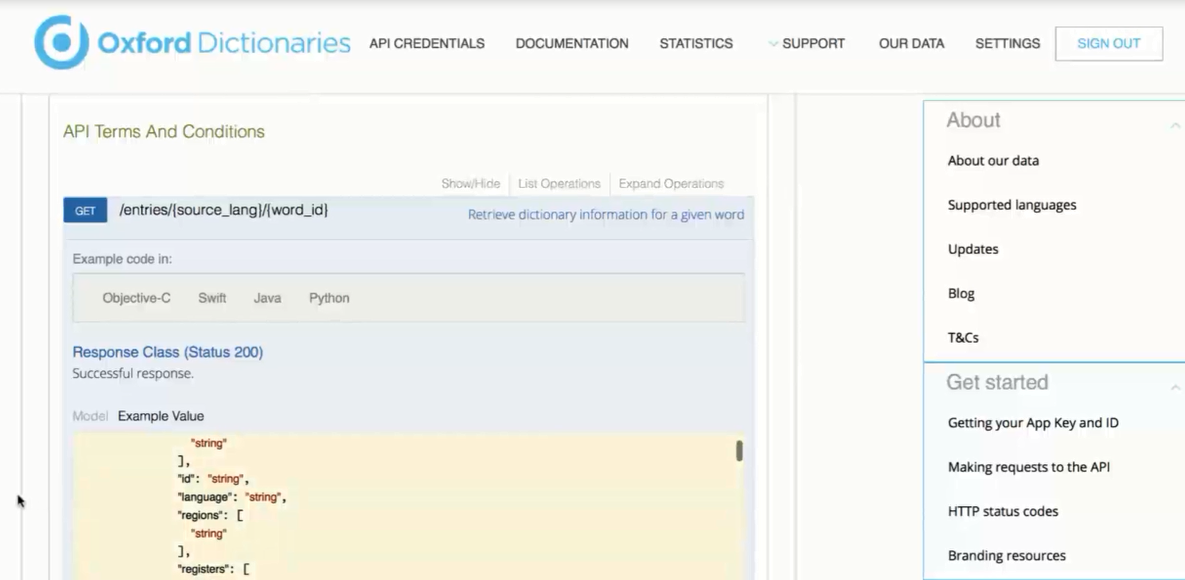 Oxford Dictionaries API CREDENTIALS DOCUMENTATION STATISTICS SUPPORT OUR DATA SETTINGS SIGN OUT
API Terms And Conditions
Show/Hide List Operations Expand Operations
GET /entries/{source_lang}/{word_id} Retrieve dictionary information for a given word
Example code in:
Objective-C Swift Java Python
Response Class (Status 200)
Successful response.
Model Example Value
"string"
],
"id": "string",
"language": "string",
"regions": [
"string"
],
"registers": [
About
About our data
Supported languages
Updates
Blog
T&Cs
Get started
Getting your App Key and ID
Making requests to the API
HTTP status codes
Branding resources